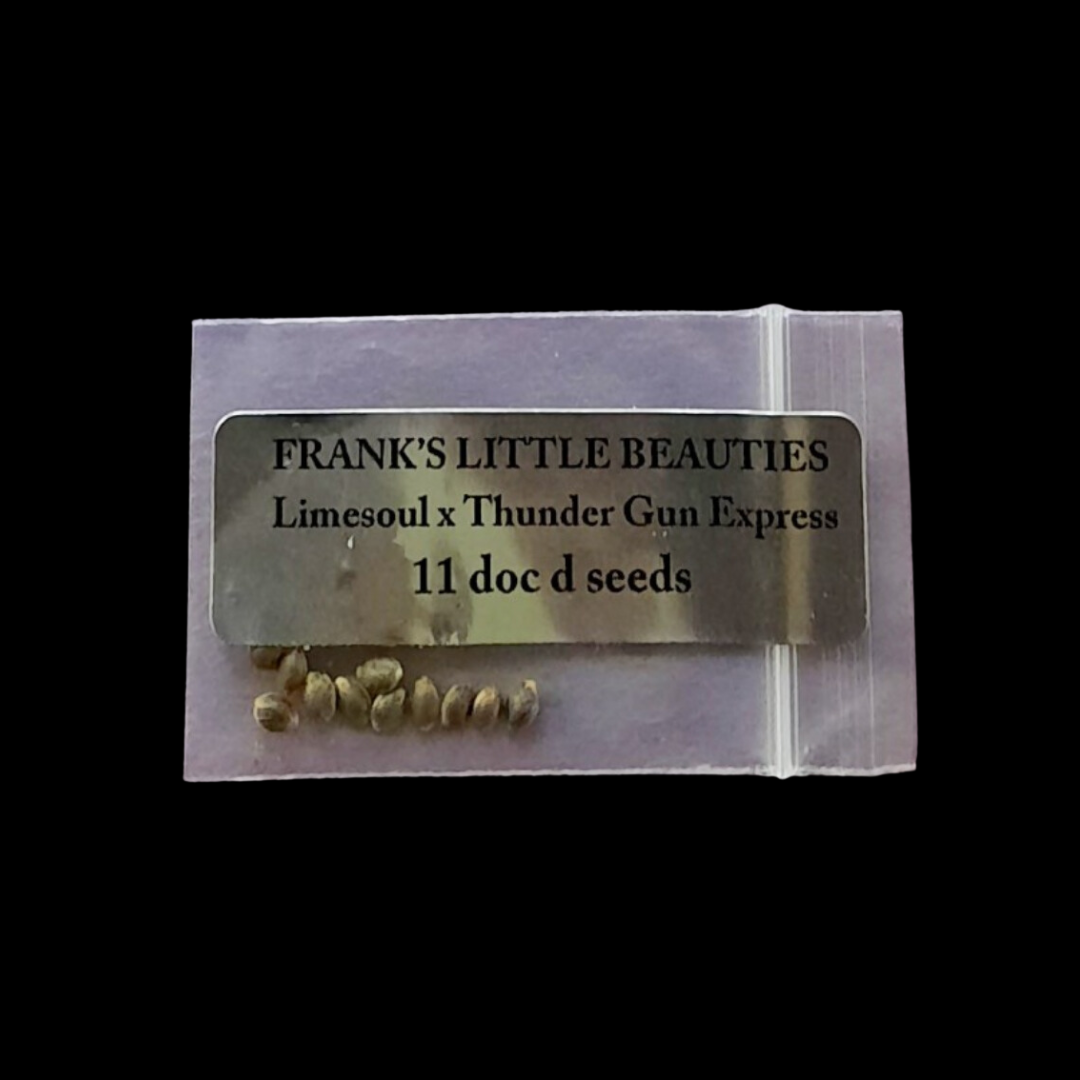 FRANK'S LITTLE BEAUTIES
Limesoul x Thunder Gun Express
11 doc d seeds